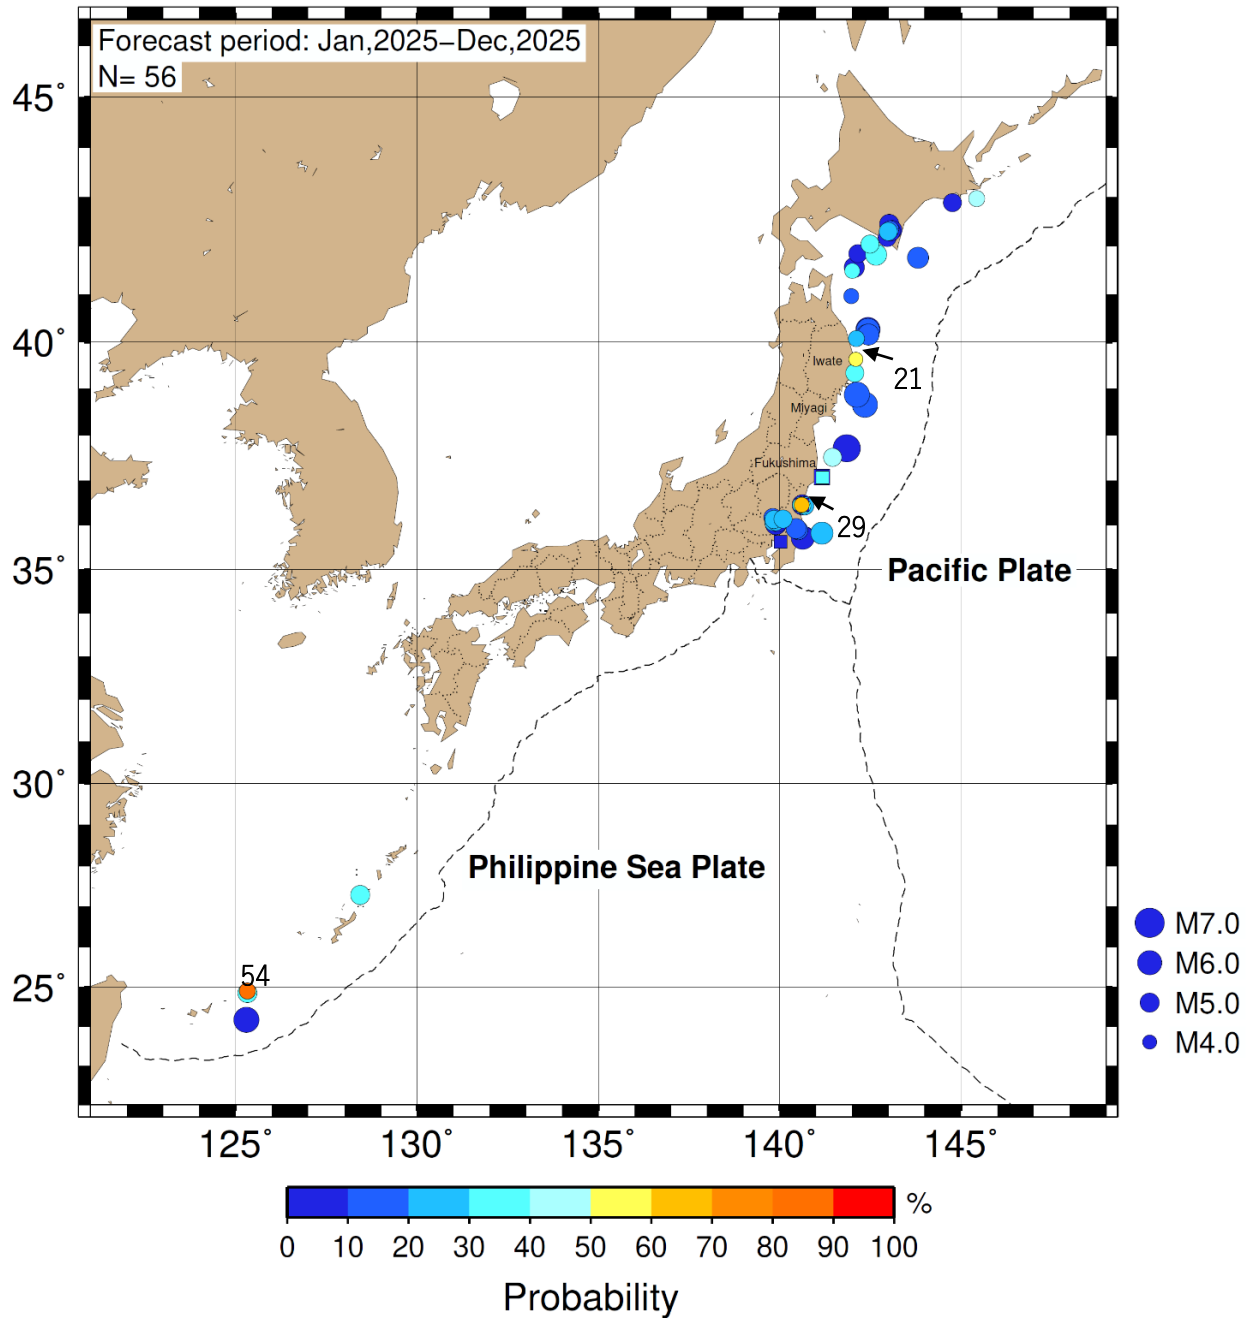 Forecast period: Jan,2025−Dec,2025
N= 56
45°
40°
Iwate
21
Miyagi
Fukushima
29
35°
Pacific Plate
30°
Philippine Sea Plate
54
25°
M7.0
M6.0
M5.0
M4.0
125° 130° 135° 140° 145°
%
0 10 20 30 40 50 60 70 80 90 100
Probability